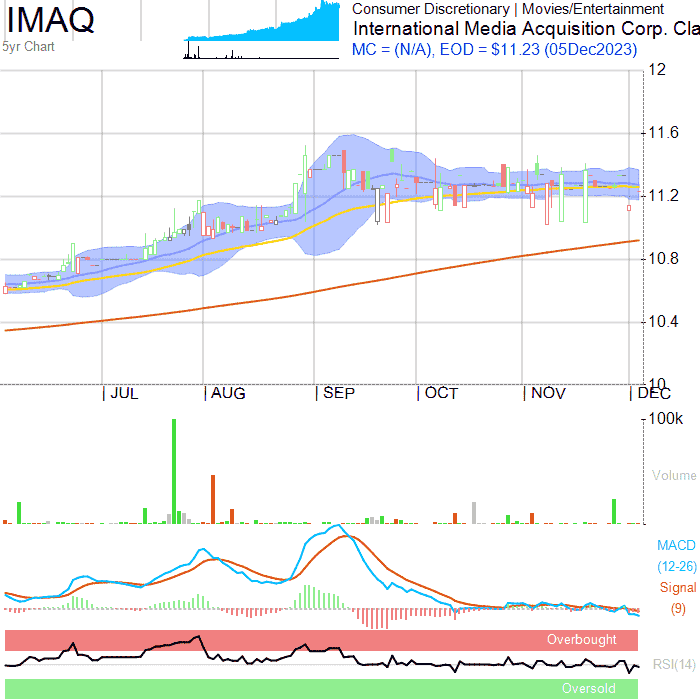 IMAQ
5yr Chart
Consumer Discretionary | Movies/Entertainment
International Media Acquisition Corp. Cla
MC = (N/A), EOD = $11.23 (05Dec2023)
12
11.6
11.2
10.8
10.4
10
JUL AUG SEP OCT NOV DEC
100k
Volume
MACD
(12-26)
Signal
(9)
Overbought
RSI(14)
Oversold